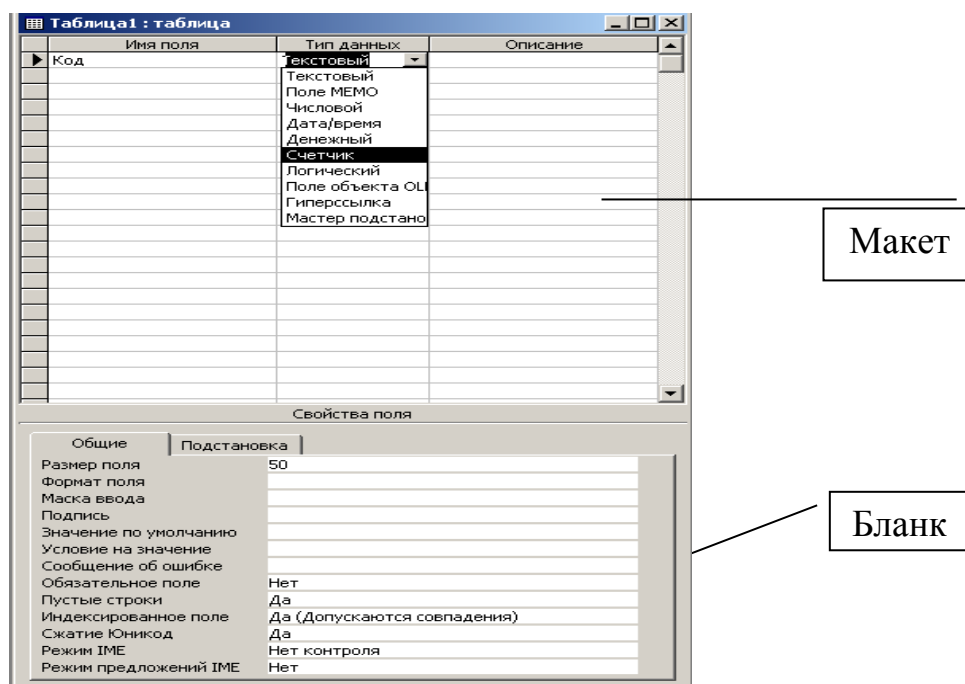 Таблица1 : таблица
Имя поля Тип данных Описание
Код Текстовый
Текстовый
Поле МЕМО
Числовой
Дата/время
Денежный
Счетчик
Логический
Поле объекта OLE
Гиперссылка
Мастер подстано
Макет
Свойства поля
Общие Подстановка
Размер поля 50
Формат поля
Маска ввода
Подпись
Значение по умолчанию
Условие на значение
Сообщение об ошибке
Обязательное поле Нет
Пустые строки Да
Индексированное поле Да (Допускаются совпадения)
Сжатие Юникод Да
Режим IME Нет контроля
Режим предложений IME Нет
Бланк